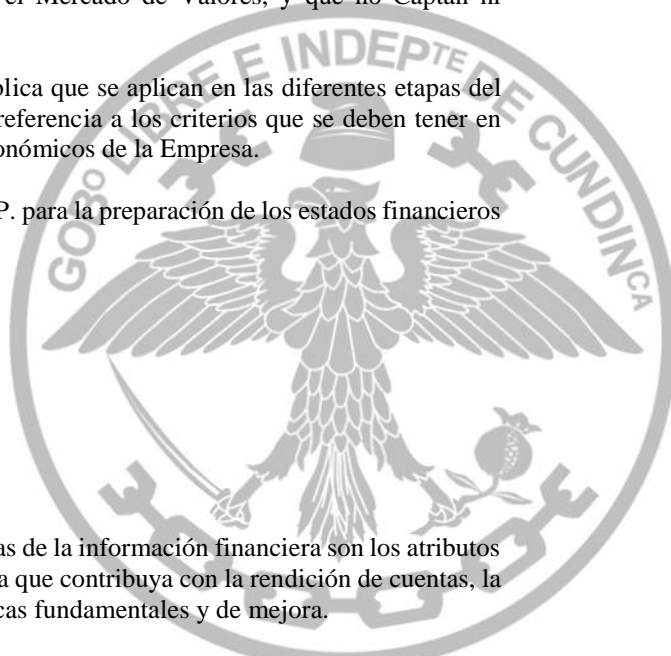 el Mercado de Valores, y que no Captan ni
blica que se aplican en las diferentes etapas del
referencia a los criterios que se deben tener en
onómicos de la Empresa.
P. para la preparación de los estados financieros
GOBº LIBRE E INDEPTE DE CUNDINCA
as de la información financiera son los atributos
a que contribuya con la rendición de cuentas, la
cas fundamentales y de mejora.